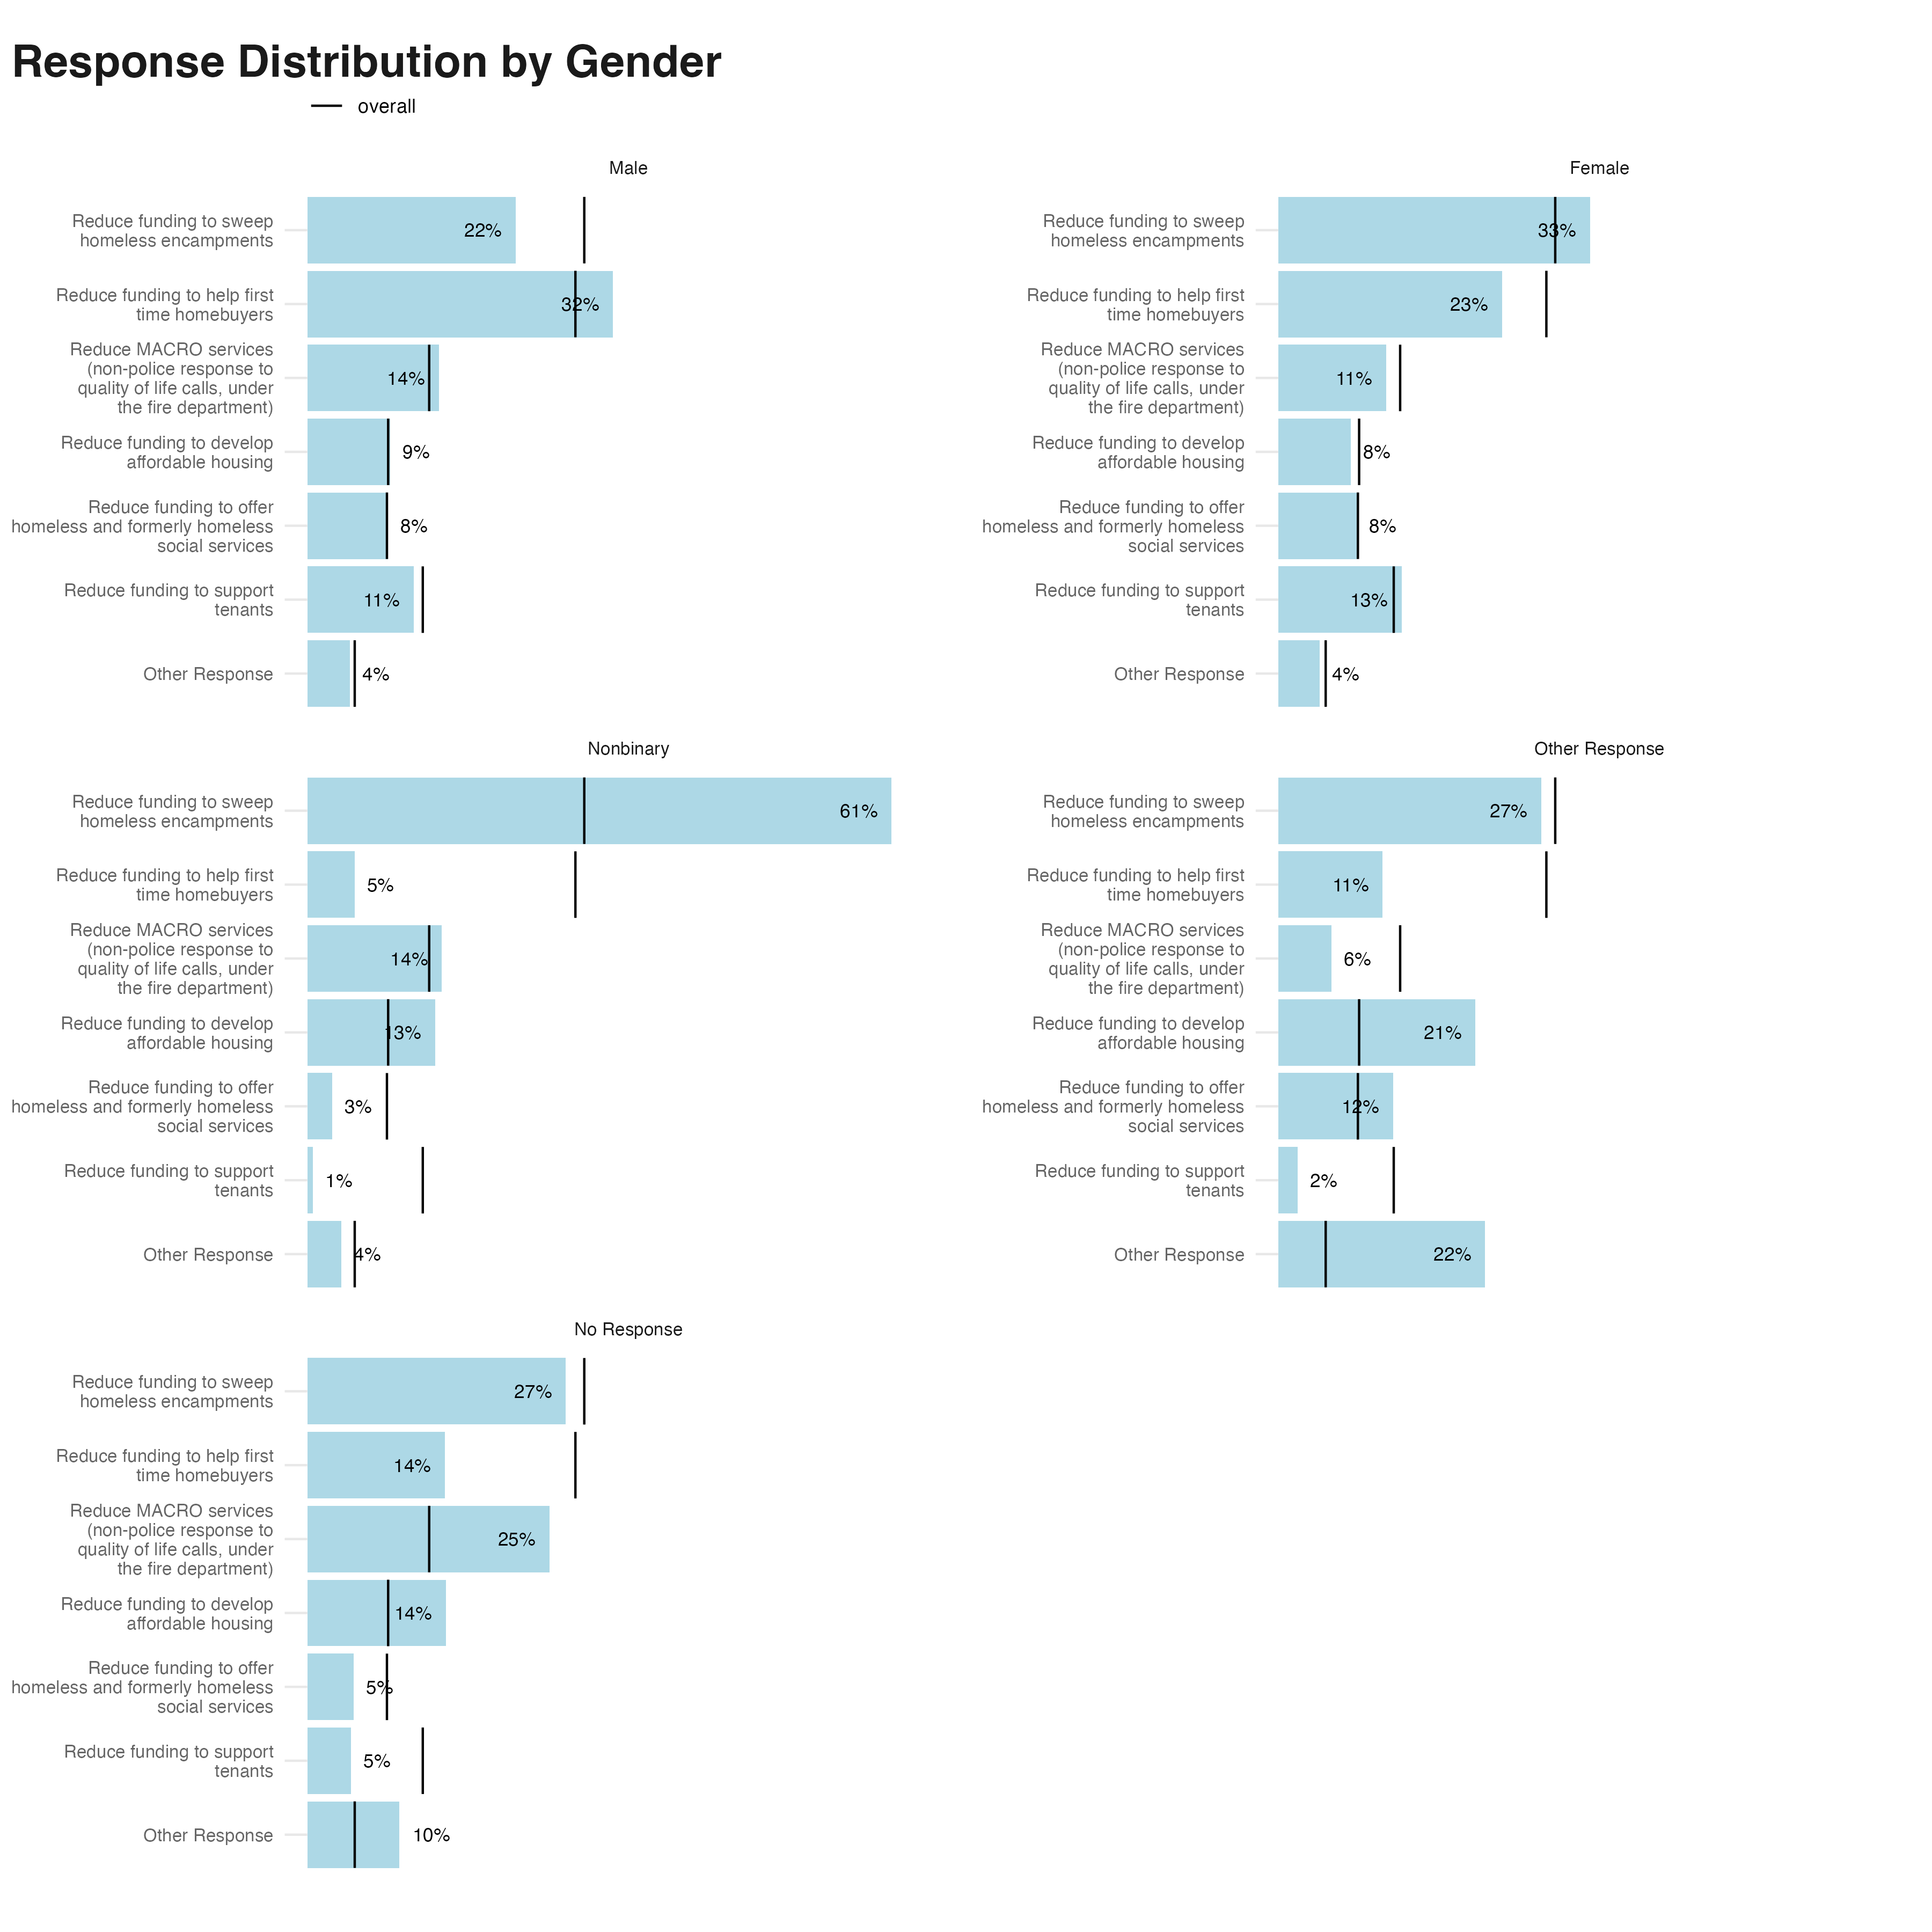 Response Distribution by Gender
overall
Male
Reduce funding to sweep
homeless encampments
22%
Reduce funding to help first
time homebuyers
32%
Reduce MACRO services
(non-police response to
quality of life calls, under
the fire department)
14%
Reduce funding to develop
affordable housing
9%
Reduce funding to offer
homeless and formerly homeless
social services
8%
Reduce funding to support
tenants
11%
Other Response
4%
Female
Reduce funding to sweep
homeless encampments
33%
Reduce funding to help first
time homebuyers
23%
Reduce MACRO services
(non-police response to
quality of life calls, under
the fire department)
11%
Reduce funding to develop
affordable housing
8%
Reduce funding to offer
homeless and formerly homeless
social services
8%
Reduce funding to support
tenants
13%
Other Response
4%
Nonbinary
Reduce funding to sweep
homeless encampments
61%
Reduce funding to help first
time homebuyers
5%
Reduce MACRO services
(non-police response to
quality of life calls, under
the fire department)
14%
Reduce funding to develop
affordable housing
13%
Reduce funding to offer
homeless and formerly homeless
social services
3%
Reduce funding to support
tenants
1%
Other Response
4%
Other Response
Reduce funding to sweep
homeless encampments
27%
Reduce funding to help first
time homebuyers
11%
Reduce MACRO services
(non-police response to
quality of life calls, under
the fire department)
6%
Reduce funding to develop
affordable housing
21%
Reduce funding to offer
homeless and formerly homeless
social services
12%
Reduce funding to support
tenants
2%
Other Response
22%
No Response
Reduce funding to sweep
homeless encampments
27%
Reduce funding to help first
time homebuyers
14%
Reduce MACRO services
(non-police response to
quality of life calls, under
the fire department)
25%
Reduce funding to develop
affordable housing
14%
Reduce funding to offer
homeless and formerly homeless
social services
5%
Reduce funding to support
tenants
5%
Other Response
10%